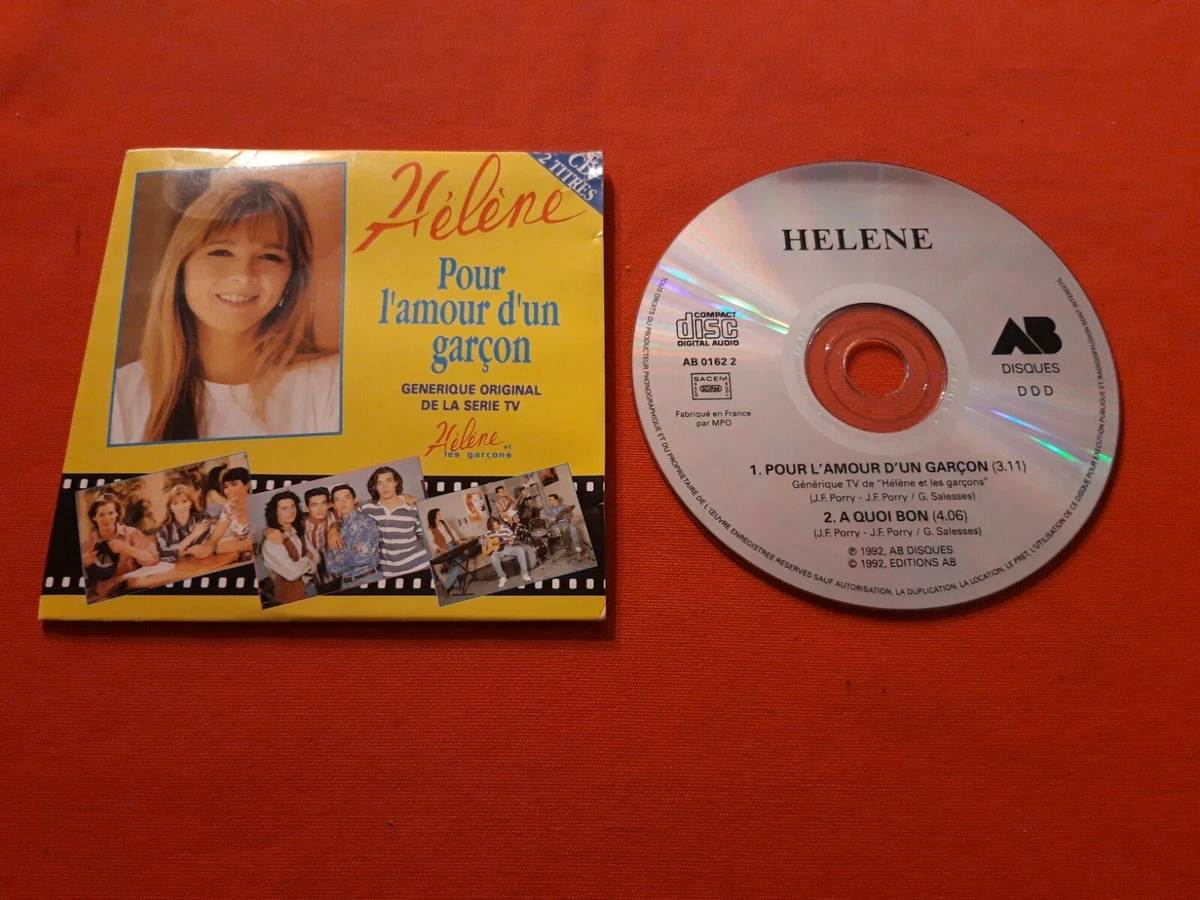 Hélène
CD
2 TITRES
Pour
l'amour d'un
garçon
GENERIQUE ORIGINAL
DE LA SERIE TV
Hélène et
les garçons
HELENE
COMPACT
disc
DIGITAL AUDIO
AB 0162 2
SACEM
SDRM
Fabriqué en France
par MPO
AB
DISQUES
D D D
1. POUR L'AMOUR D'UN GARÇON (3.11)
Générique TV de "Hélène et les garçons"
(J.F. Porry - J.F. Porry / G. Salesses)
2. A QUOI BON (4.06)
(J.F. Porry - J.F. Porry / G. Salesses)
℗ 1992, AB DISQUES
© 1992, EDITIONS AB
TOUS DROITS DU PRODUCTEUR PHONOGRAPHIQUE ET DU PROPRIETAIRE DE L'ŒUVRE ENREGISTREE RESERVES SAUF AUTORISATION, LA DUPLICATION, LA LOCATION, LE PRET, L'UTILISATION DE CE DISQUE POUR EXECUTION PUBLIQUE ET RADIODIFFUSION SONT INTERDITS